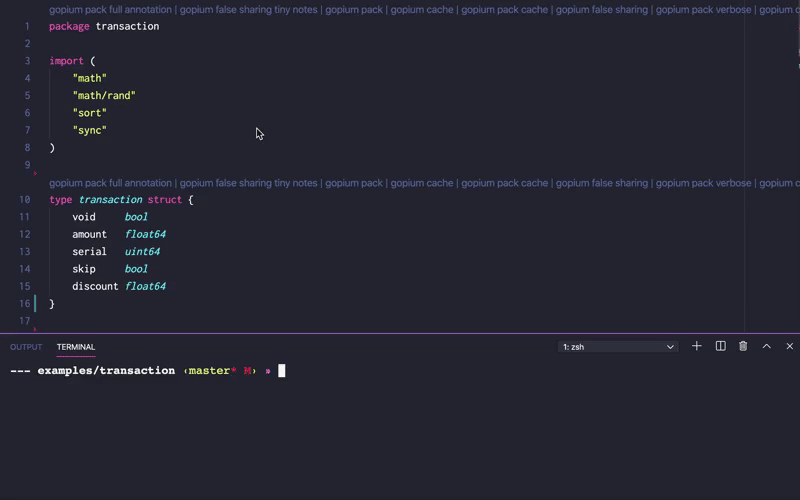 gopium pack full annotation | gopium false sharing tiny notes | gopium pack | gopium cache | gopium pack cache | gopium false sharing | gopium pack verbose | gopium c
1 package transaction
2
3 import (
4 "math"
5 "math/rand"
6 "sort"
7 "sync"
8 )
9
gopium pack full annotation | gopium false sharing tiny notes | gopium pack | gopium cache | gopium pack cache | gopium false sharing | gopium pack verbose | gopium c
10 type transaction struct {
11 void bool
12 amount float64
13 serial uint64
14 skip bool
15 discount float64
16 }
17
OUTPUT TERMINAL 1: zsh
--- examples/transaction ‹master* M› »